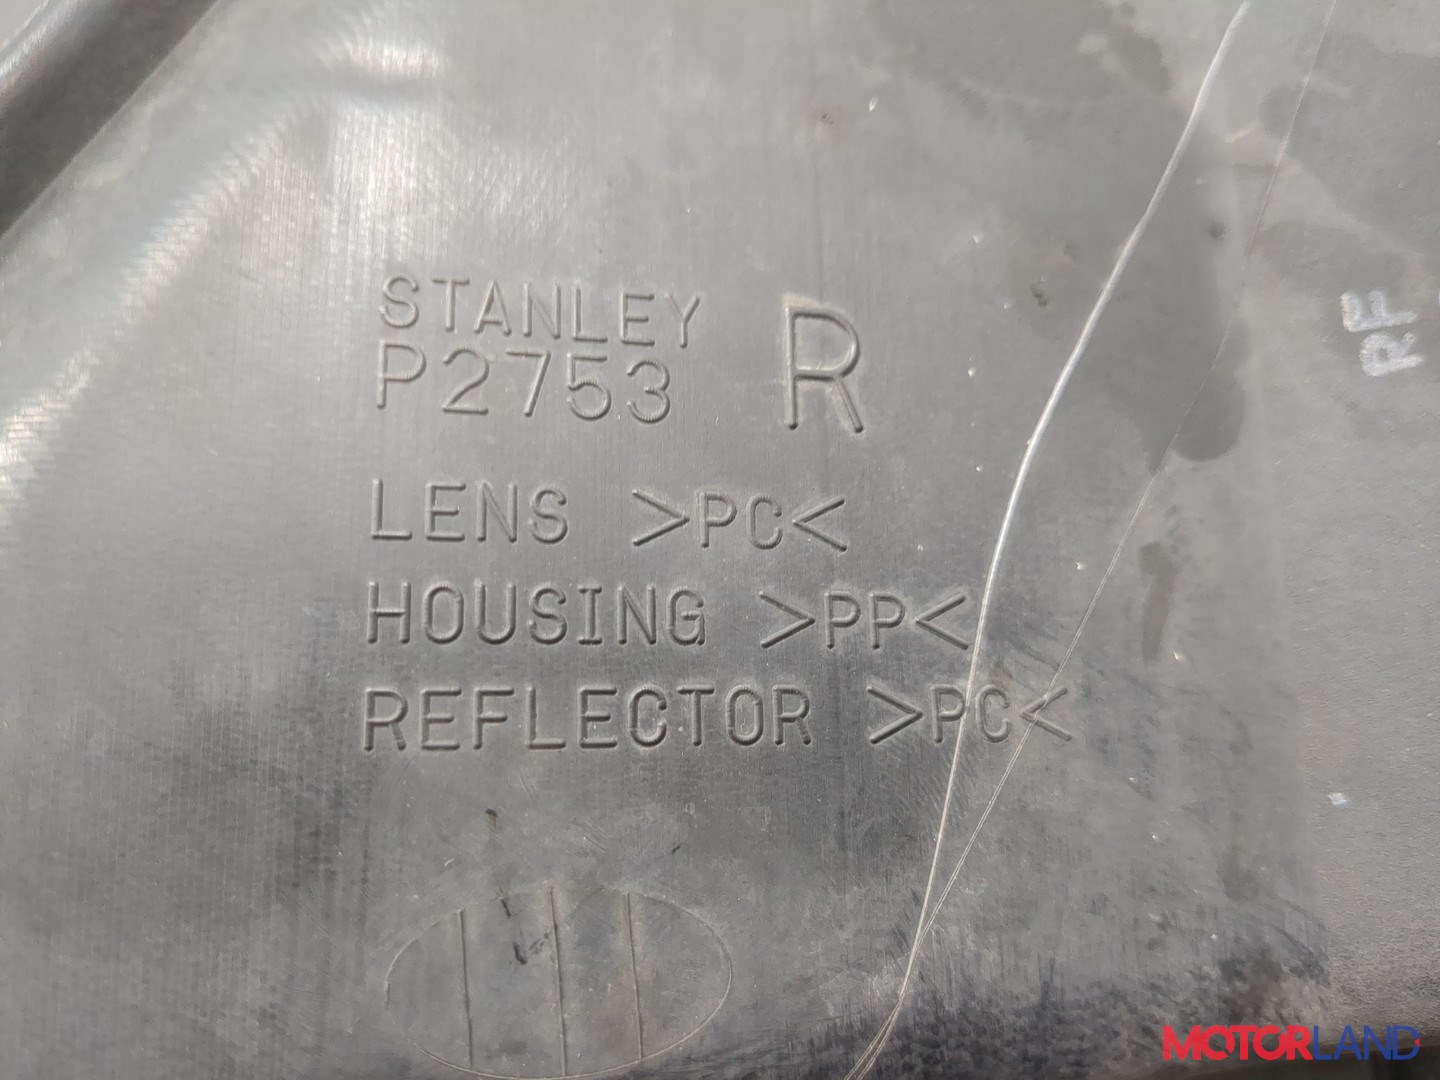 STANLEY R
P2753
LENS >PC<
HOUSING >PP<
REFLECTOR >PC<
RF
MOTORLAND